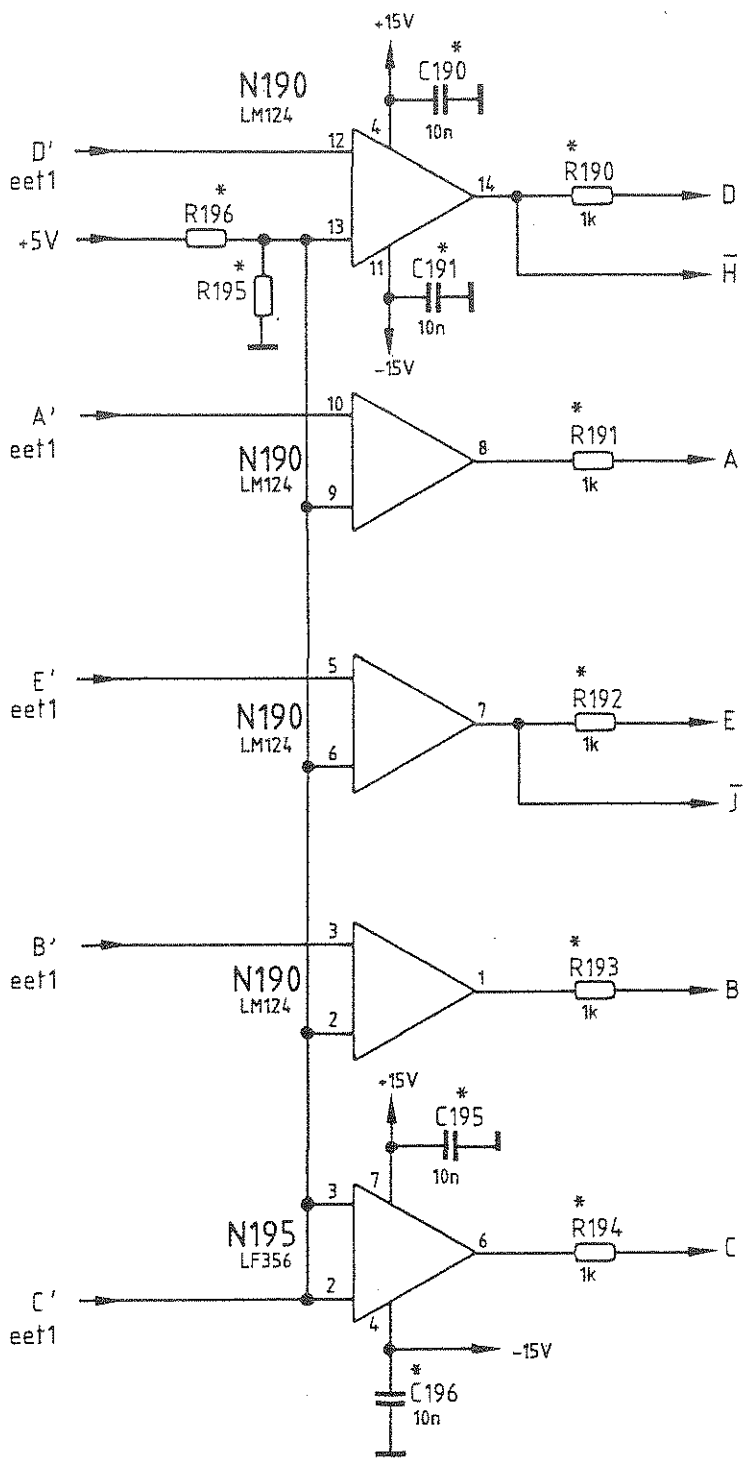 +15V
*
C190
10n
N190
LM124
4
D'
eet1
12
14
*
R190
1k
D
+5V
*
R196
13
*
R195
11
*
C191
10n
H̅
-15V
A'
eet1
10
N190
LM124
9
8
*
R191
1k
A
E'
eet1
5
N190
LM124
6
7
*
R192
1k
E
J̅
B'
eet1
3
N190
LM124
2
1
*
R193
1k
B
+15V
*
C195
10n
7
3
N195
LF356
6
*
R194
1k
C
C'
eet1
2
4
-15V
*
C196
10n